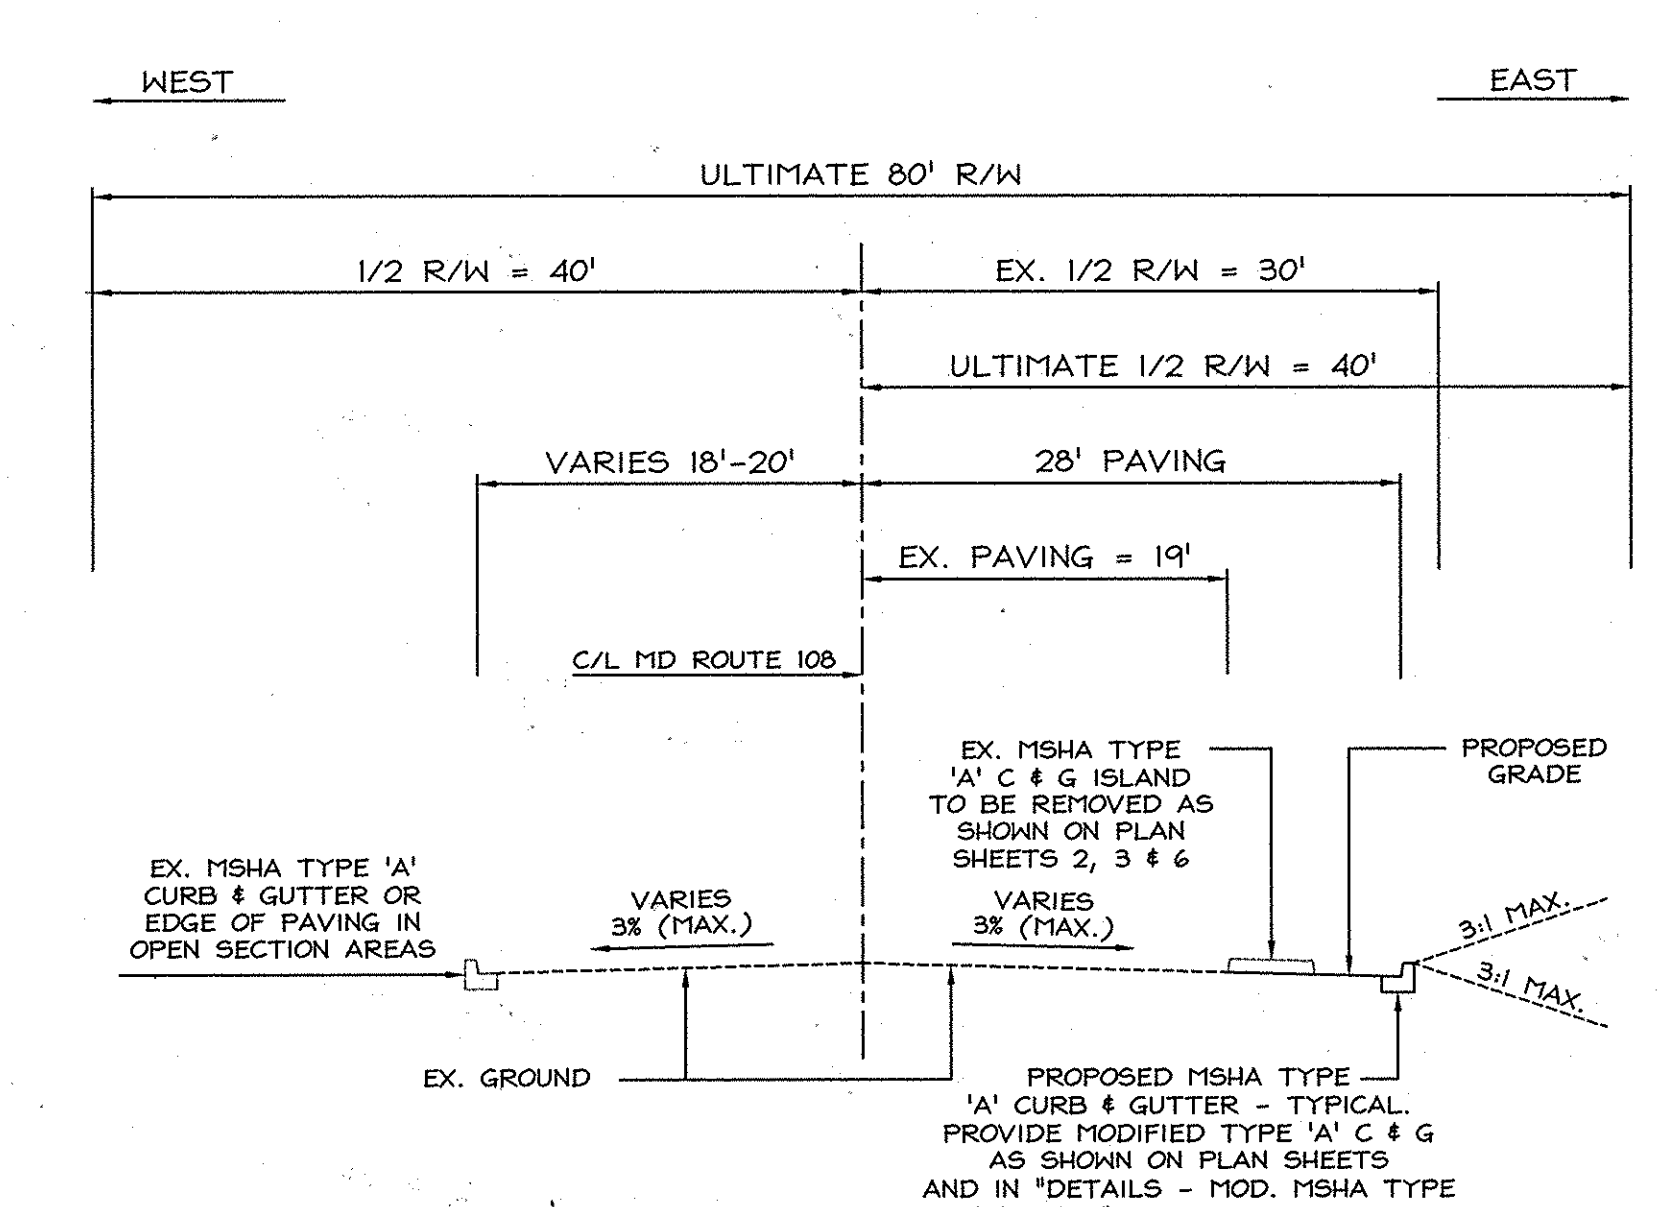 WEST
EAST
ULTIMATE 80' R/W
1/2 R/W = 40'
EX. 1/2 R/W = 30'
ULTIMATE 1/2 R/W = 40'
VARIES 18'-20'
28' PAVING
EX. PAVING = 19'
C/L MD ROUTE 108
EX. MSHA TYPE
'A' C & G ISLAND
TO BE REMOVED AS
SHOWN ON PLAN
SHEETS 2, 3 & 6
PROPOSED
GRADE
EX. MSHA TYPE 'A'
CURB & GUTTER OR
EDGE OF PAVING IN
OPEN SECTION AREAS
VARIES
3% (MAX.)
VARIES
3% (MAX.)
3:1 MAX.
3:1 MAX.
EX. GROUND
PROPOSED MSHA TYPE
'A' CURB & GUTTER - TYPICAL.
PROVIDE MODIFIED TYPE 'A' C & G
AS SHOWN ON PLAN SHEETS
AND IN "DETAILS - MOD. MSHA TYPE